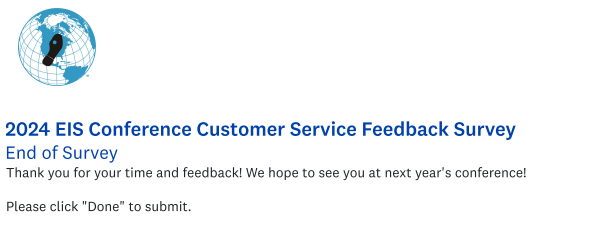 2024 EIS Conference Customer Service Feedback Survey
End of Survey
Thank you for your time and feedback! We hope to see you at next year's conference!
Please click "Done" to submit.